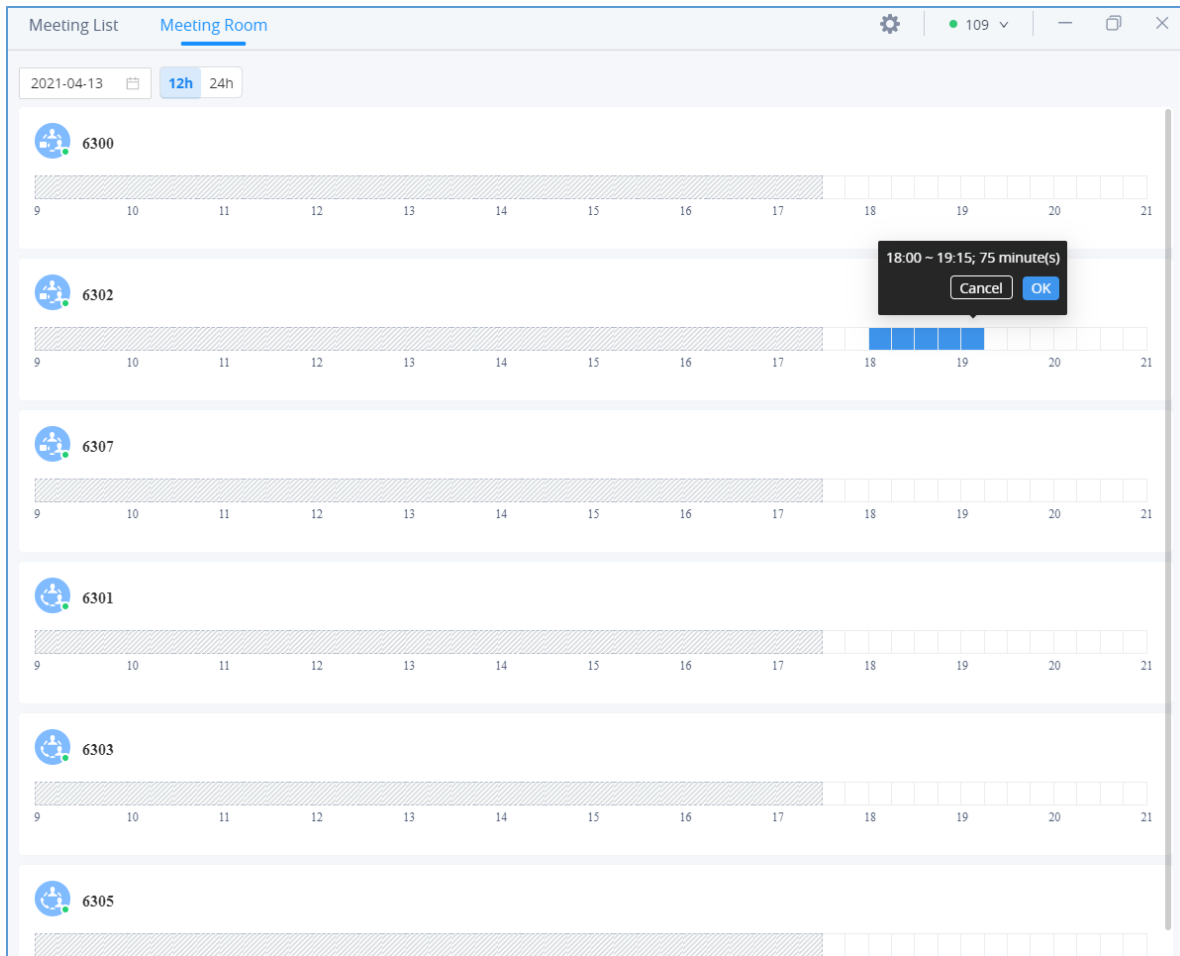 Meeting List Meeting Room 109
2021-04-13 12h 24h
6300
9 10 11 12 13 14 15 16 17 18 19 20 21
18:00 ~ 19:15; 75 minute(s)
Cancel OK
6302
9 10 11 12 13 14 15 16 17 18 19 20 21
6307
9 10 11 12 13 14 15 16 17 18 19 20 21
6301
9 10 11 12 13 14 15 16 17 18 19 20 21
6303
9 10 11 12 13 14 15 16 17 18 19 20 21
6305